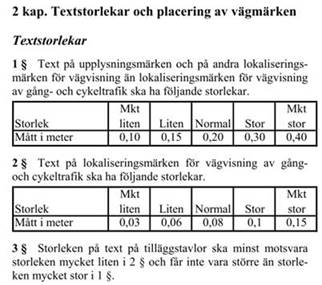 2 kap. Textstorlekar och placering av vägmärken
Textstorlekar
1 § Text på upplysningsmärken och på andra lokaliserings-
märken för vägvisning än lokaliseringsmärken för vägvisning
av gång- och cykeltrafik ska ha följande storlekar.
Mkt Mkt
Storlek liten Liten Normal Stor stor
Mått i meter 0,10 0,15 0,20 0,30 0,40
2 § Text på lokaliseringsmärken för vägvisning av gång-
och cykeltrafik ska ha följande storlekar.
Mkt Mkt
Storlek liten Liten Normal Stor stor
Mått i meter 0,03 0,06 0,08 0,1 0,15
3 § Storleken på text på tilläggstavlor ska minst motsvara
storleken mycket liten i 2 § och får inte vara större än storle-
ken mycket stor i 1 §.